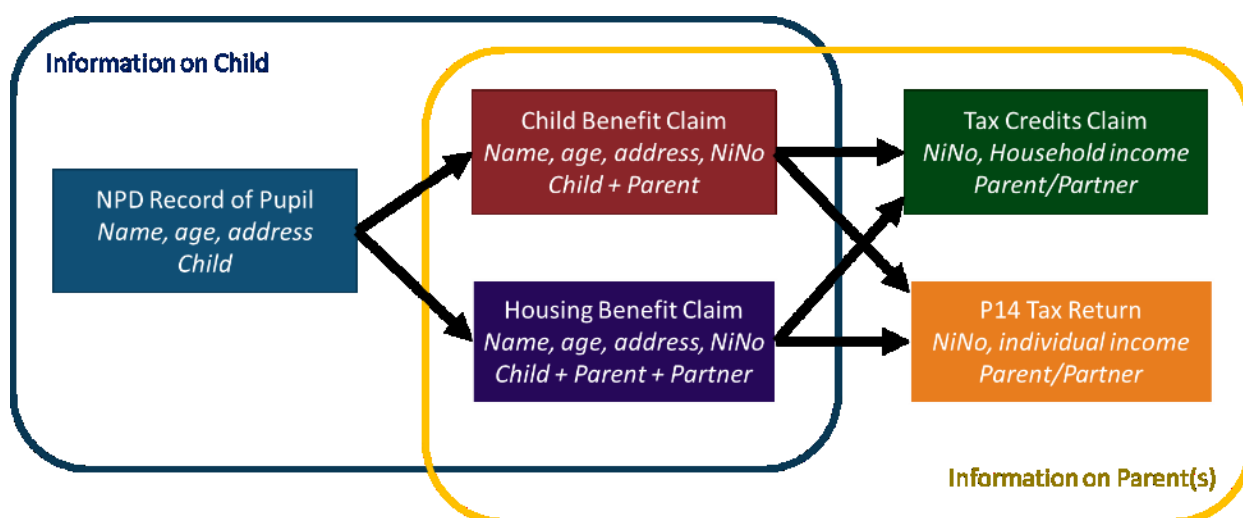 Information on Child
NPD Record of Pupil
Name, age, address
Child
Child Benefit Claim
Name, age, address, NiNo
Child + Parent
Housing Benefit Claim
Name, age, address, NiNo
Child + Parent + Partner
Tax Credits Claim
NiNo, Household income
Parent/Partner
P14 Tax Return
NiNo, individual income
Parent/Partner
Information on Parent(s)